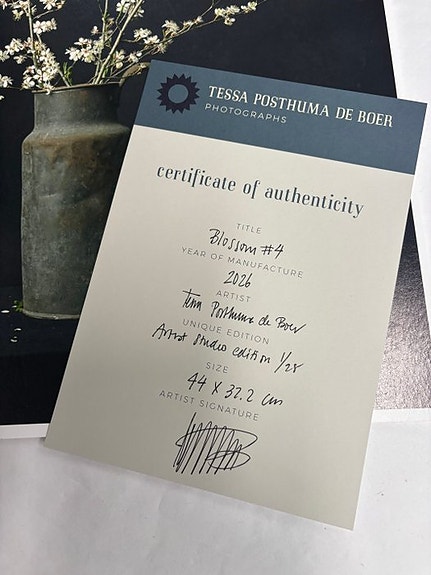 TESSA POSTHUMA DE BOER
PHOTOGRAPHS
certificate of authenticity
TITLE
Blossom #4
YEAR OF MANUFACTURE
2026
ARTIST
Tessa Posthuma de Boer
UNIQUE EDITION
Artist Studio edition 1/25
SIZE
44 x 32.2 cm
ARTIST SIGNATURE